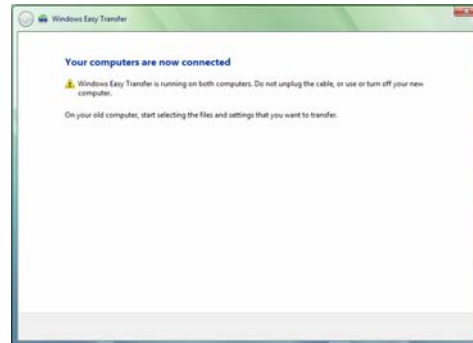 Windows Easy Transfer
Your computers are now connected
Windows Easy Transfer is running on both computers. Do not unplug the cable, or use or turn off your new
computer.
On your old computer, start selecting the files and settings that you want to transfer.